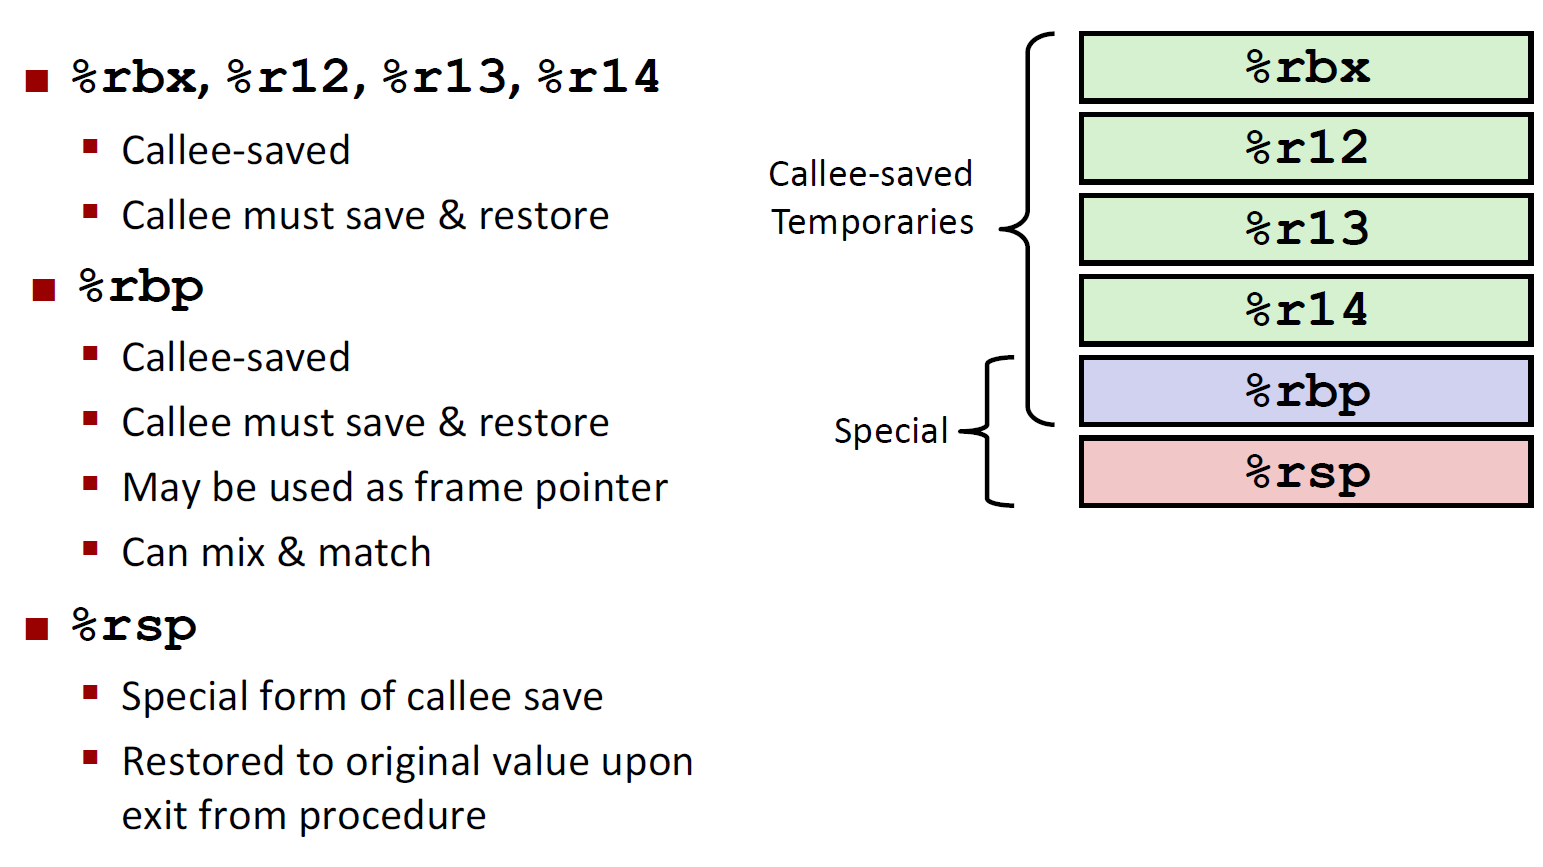 %rbx, %r12, %r13, %r14
Callee-saved
Callee must save & restore
%rbp
Callee-saved
Callee must save & restore
May be used as frame pointer
Can mix & match
%rsp
Special form of callee save
Restored to original value upon
exit from procedure
Callee-saved
Temporaries
Special
%rbx
%r12
%r13
%r14
%rbp
%rsp